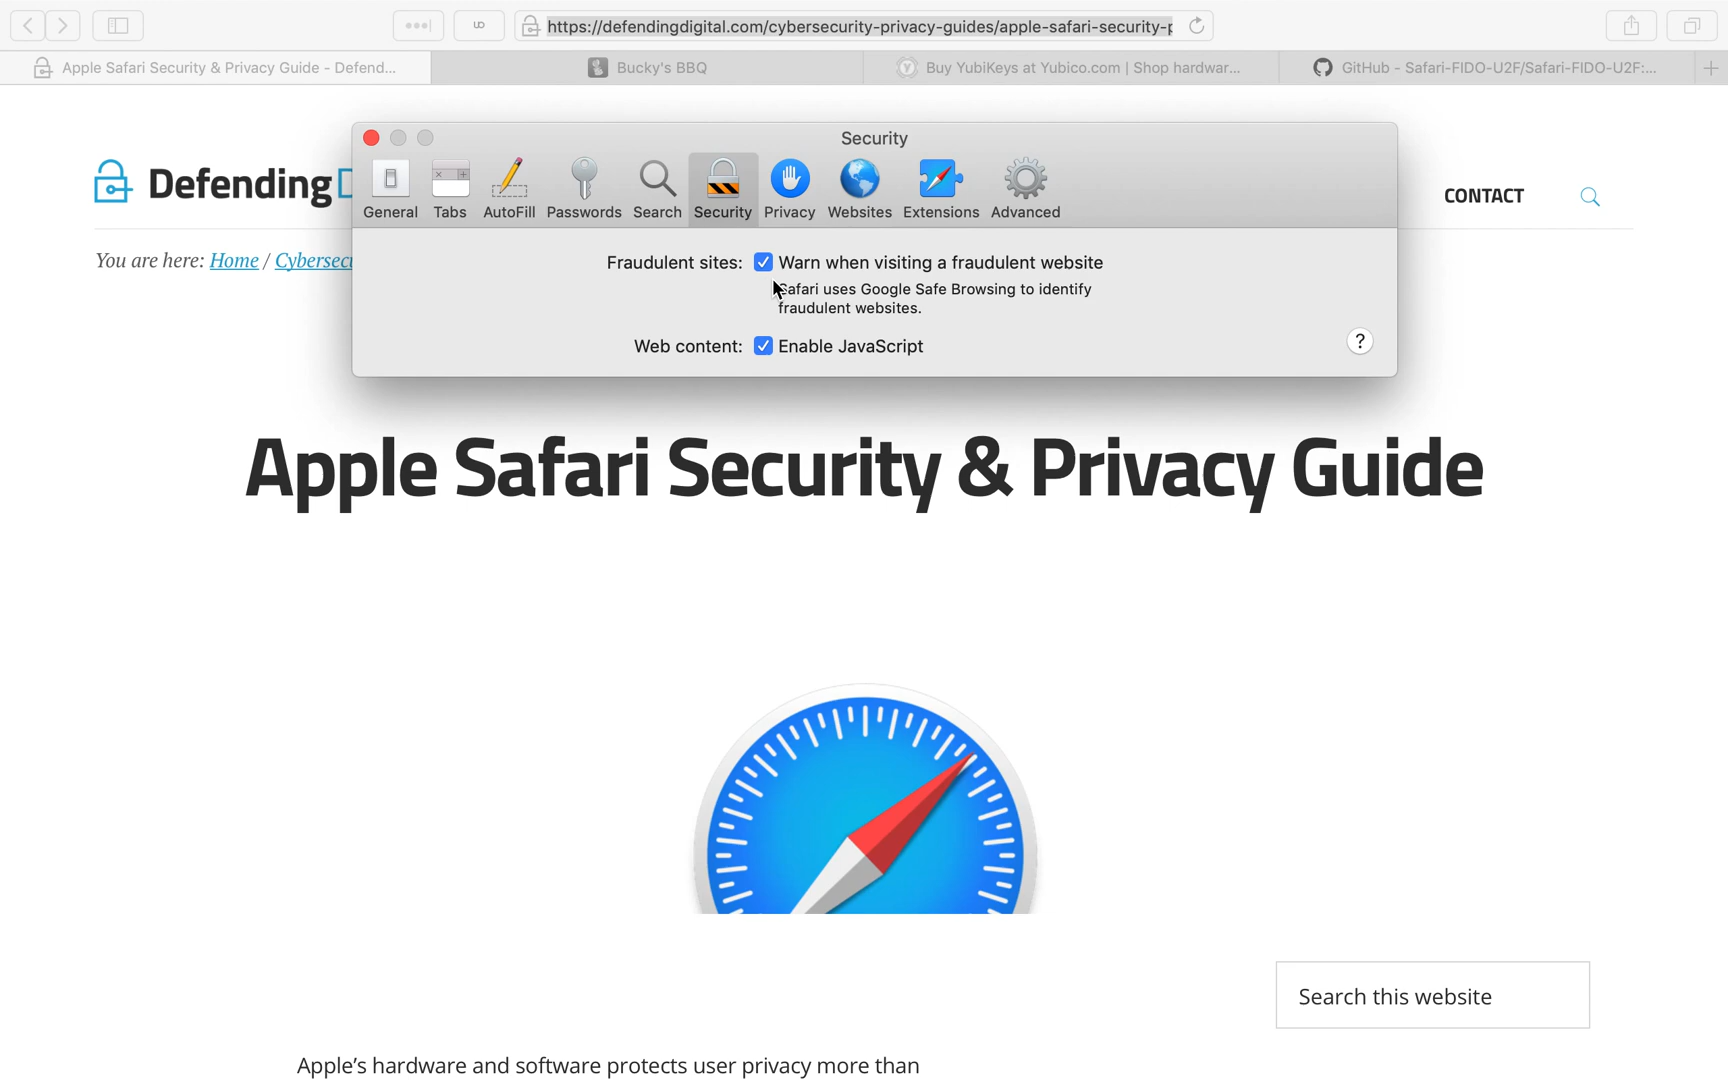 https://defendingdigital.com/cybersecurity-privacy-guides/apple-safari-security-p
Apple Safari Security & Privacy Guide - Defend...
Bucky's BBQ
Buy YubiKeys at Yubico.com | Shop hardwar...
GitHub - Safari-FIDO-U2F/Safari-FIDO-U2F:...
Security
General Tabs AutoFill Passwords Search Security Privacy Websites Extensions Advanced
Defending
CONTACT
You are here: Home / Cybersecu
Fraudulent sites: Warn when visiting a fraudulent website
Safari uses Google Safe Browsing to identify
fraudulent websites.
Web content: Enable JavaScript
?
Apple Safari Security & Privacy Guide
Search this website
Apple’s hardware and software protects user privacy more than